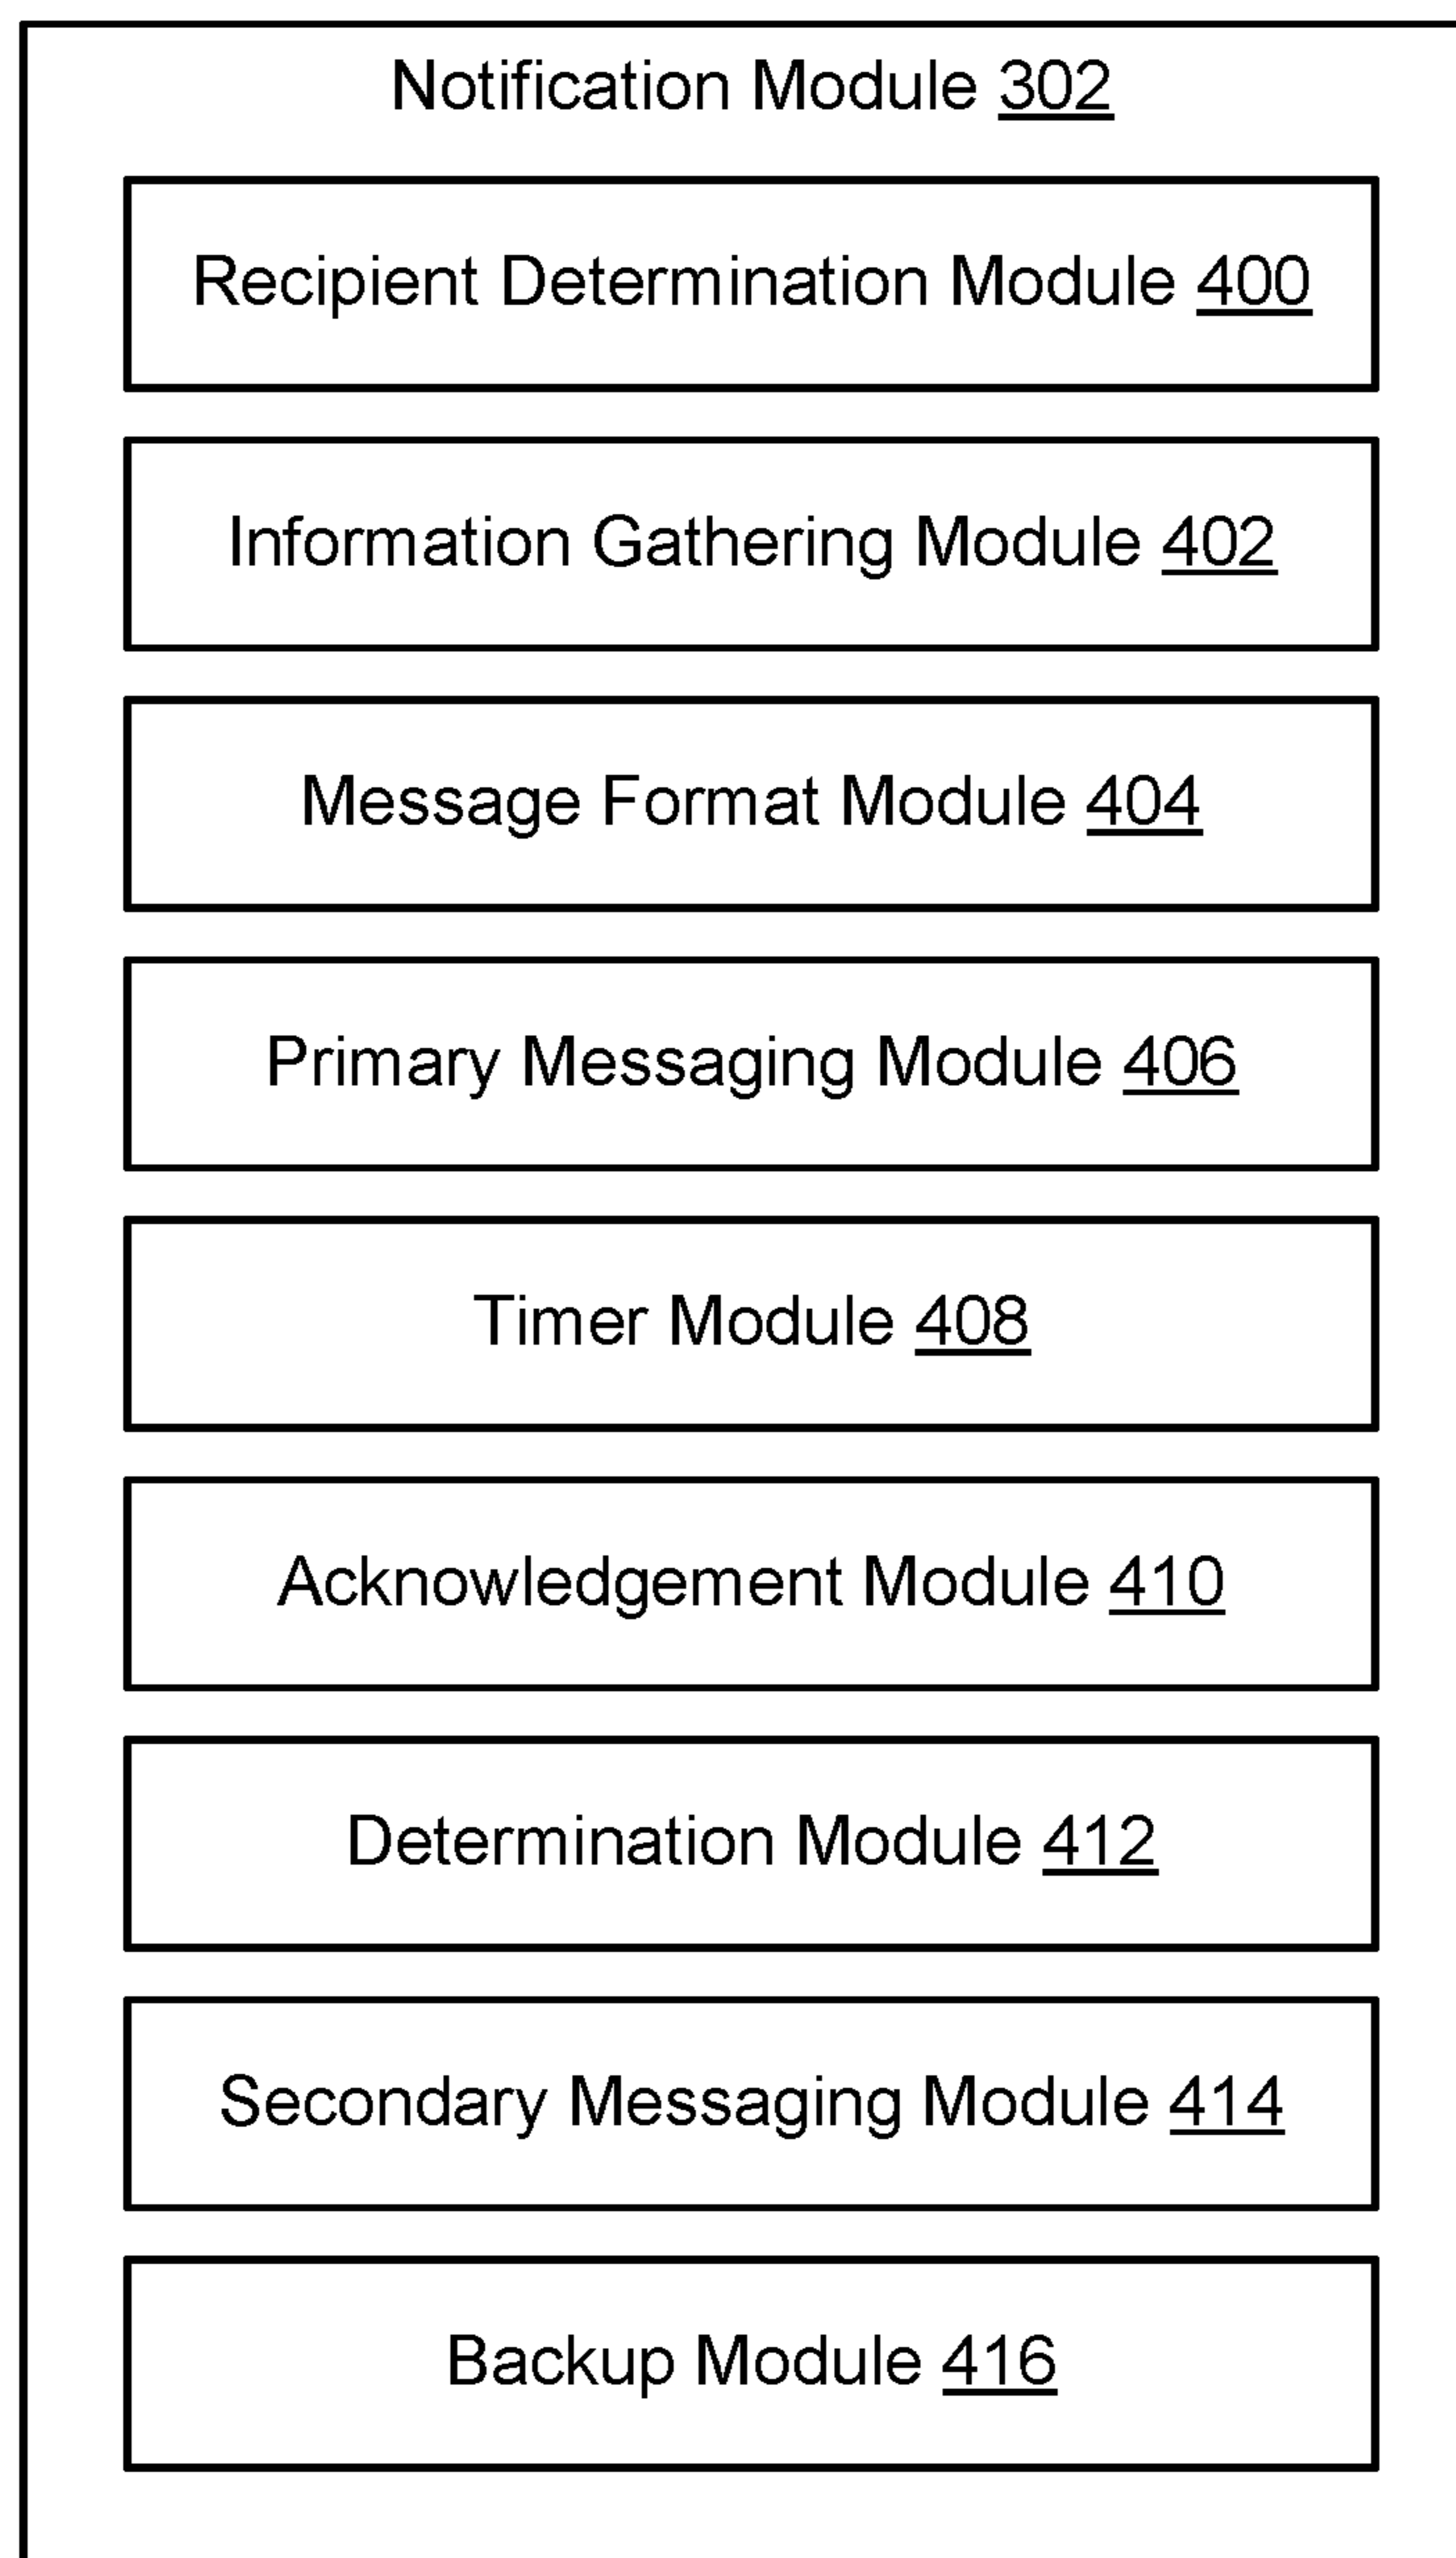 Notification Module 302
Recipient Determination Module 400
Information Gathering Module 402
Message Format Module 404
Primary Messaging Module 406
Timer Module 408
Acknowledgement Module 410
Determination Module 412
Secondary Messaging Module 414
Backup Module 416